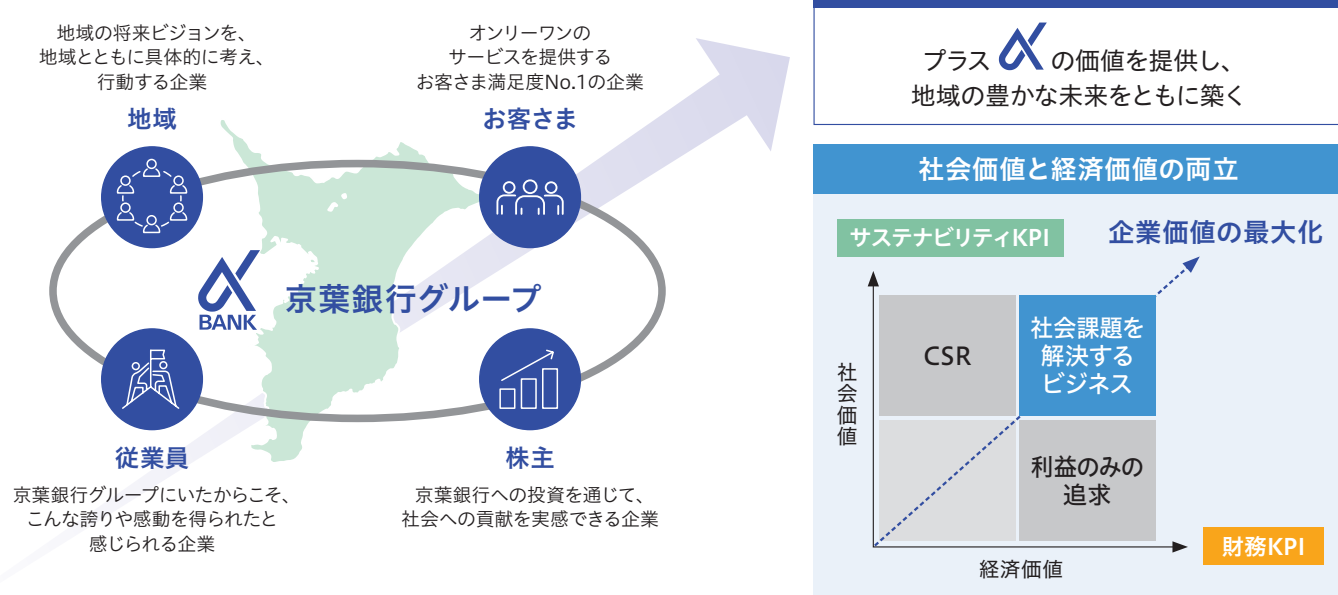 地域の将来ビジョンを、
地域とともに具体的に考え、
行動する企業
地域
オンリーワンの
サービスを提供する
お客さま満足度No.1の企業
お客さま
α
BANK
京葉銀行グループ
従業員
京葉銀行グループにいたからこそ、
こんな誇りや感動を得られたと
感じられる企業
株主
京葉銀行への投資を通じて、
社会への貢献を実感できる企業
プラス α の価値を提供し、
地域の豊かな未来をともに築く
社会価値と経済価値の両立
サステナビリティKPI
企業価値の最大化
社会価値
CSR
社会課題を
解決する
ビジネス
利益のみの
追求
経済価値
財務KPI